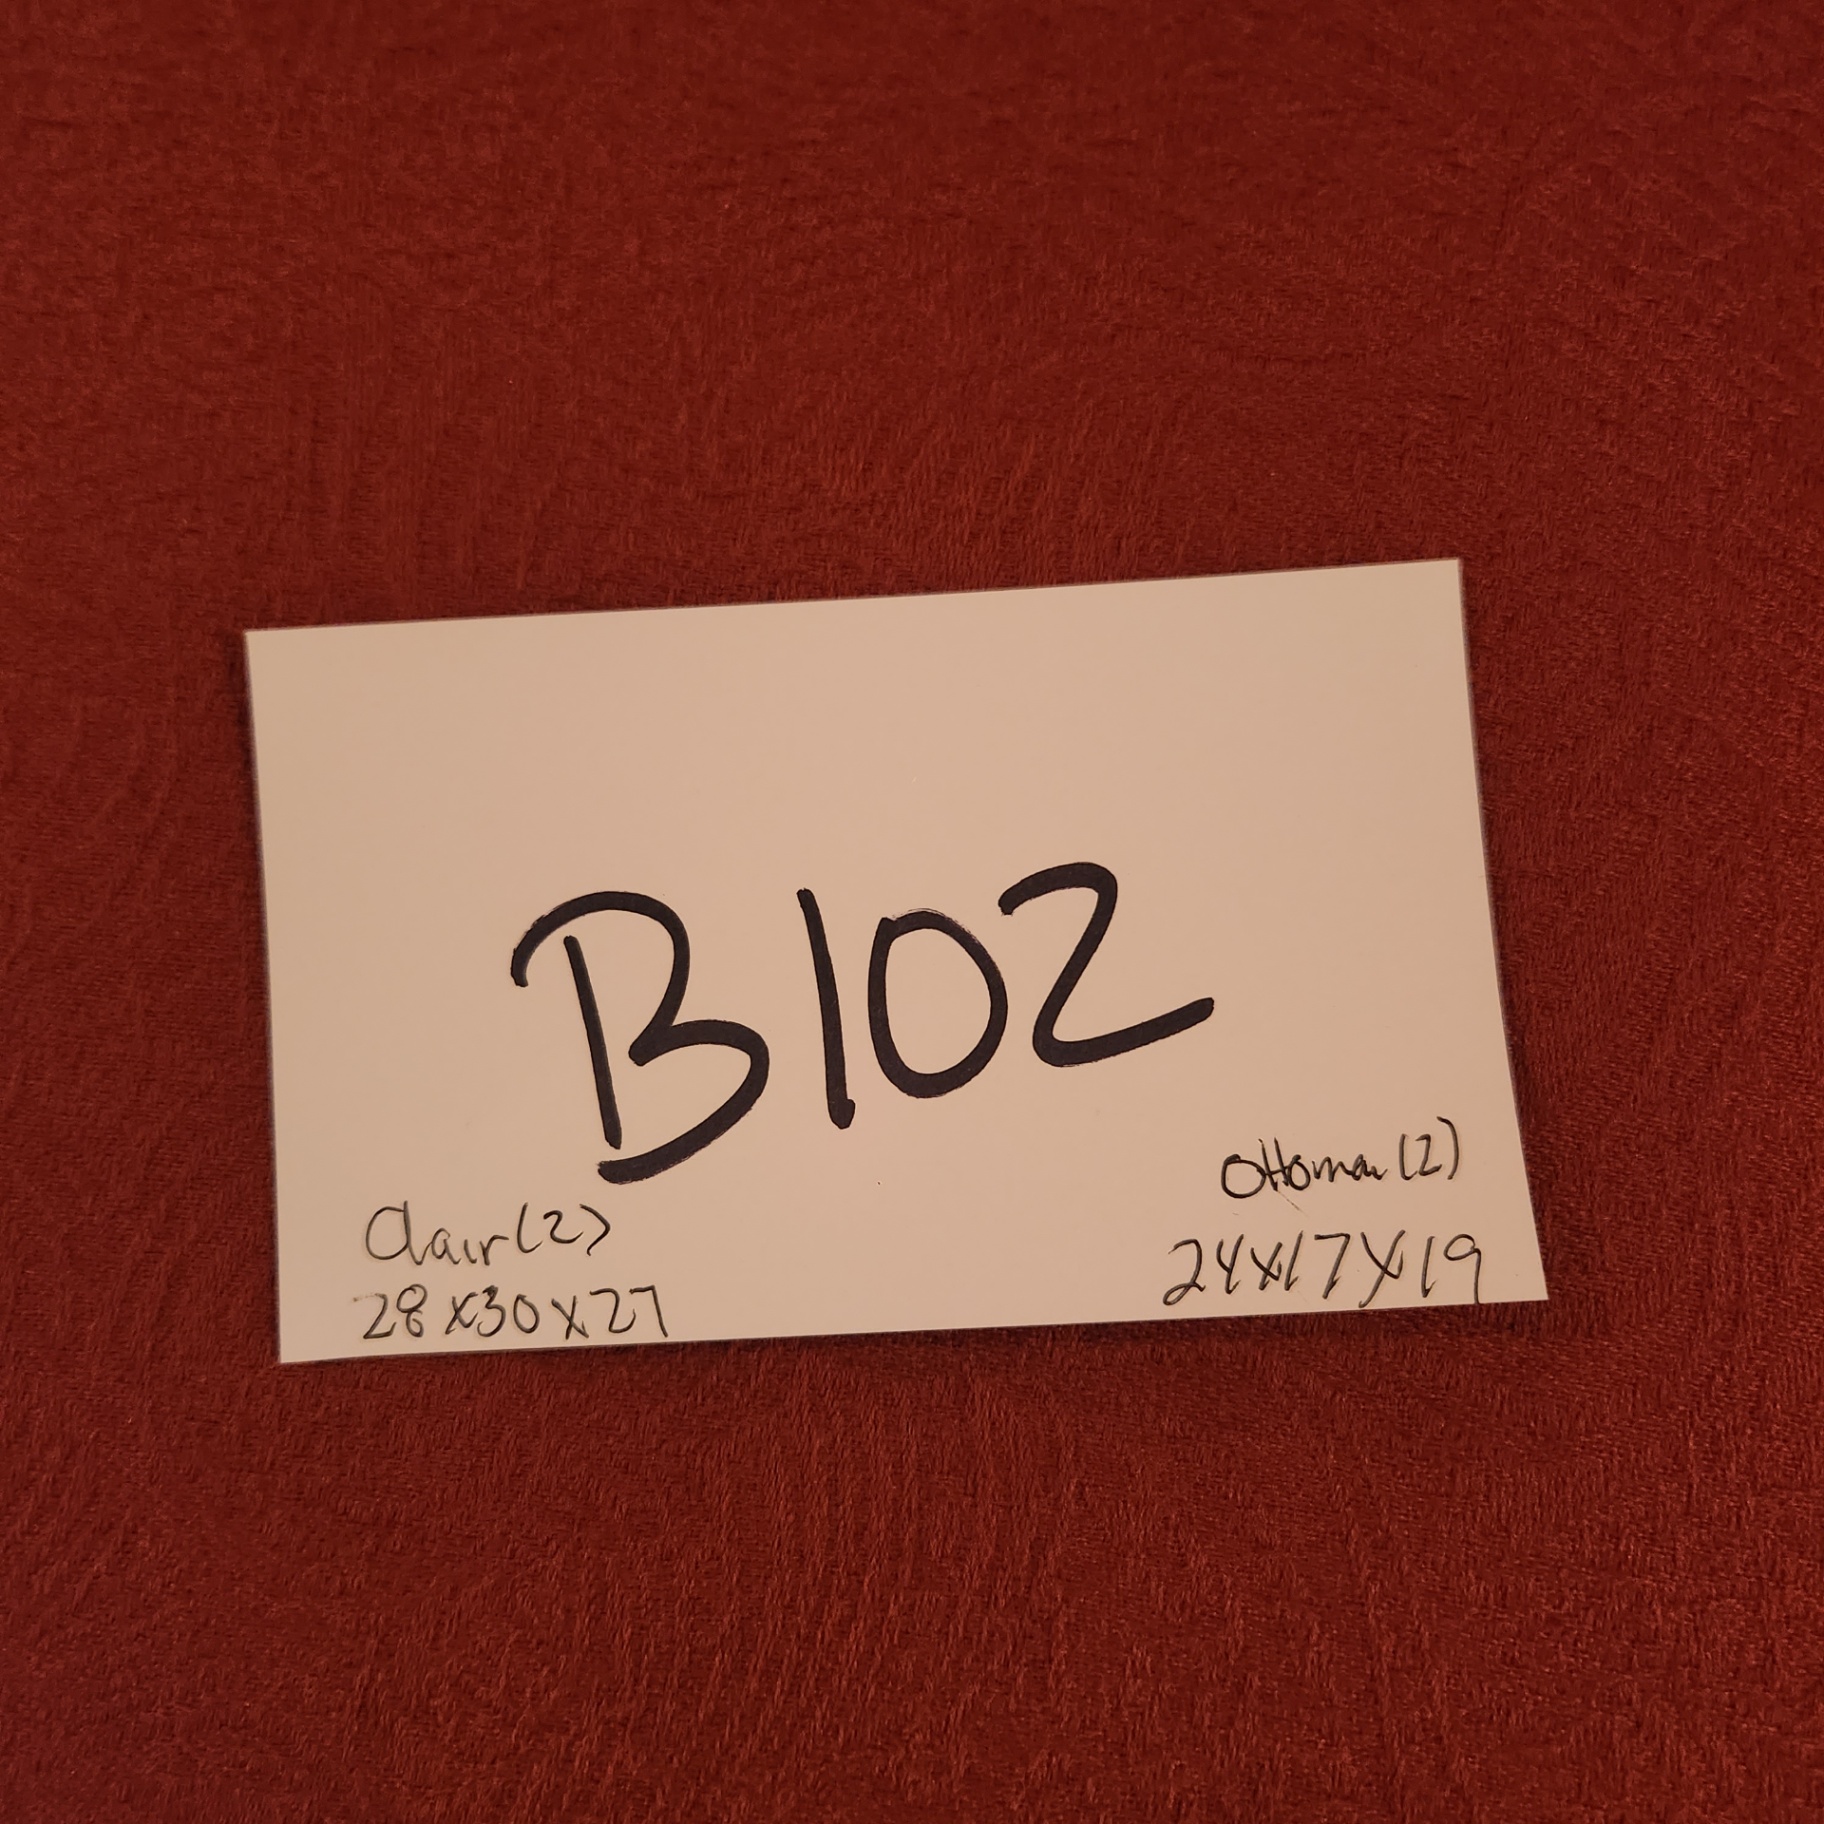 B102
Chair (2)
28x30x27
Ottoman (2)
24x17x19